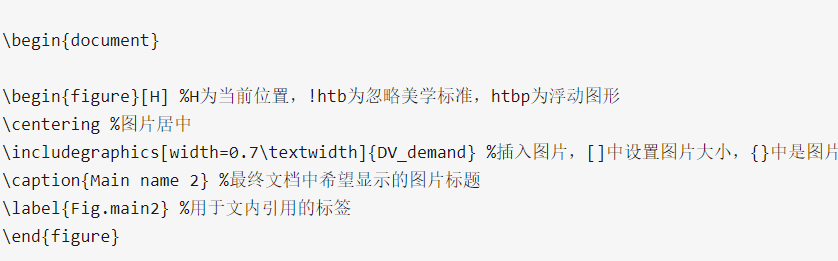 \begin{document}
\begin{figure}[H] %H为当前位置，!htb为忽略美学标准，htbp为浮动图形
\centering %图片居中
\includegraphics[width=0.7\textwidth]{DV_demand} %插入图片，[]中设置图片大小，{}中是图片
\caption{Main name 2} %最终文档中希望显示的图片标题
\label{Fig.main2} %用于文内引用的标签
\end{figure}